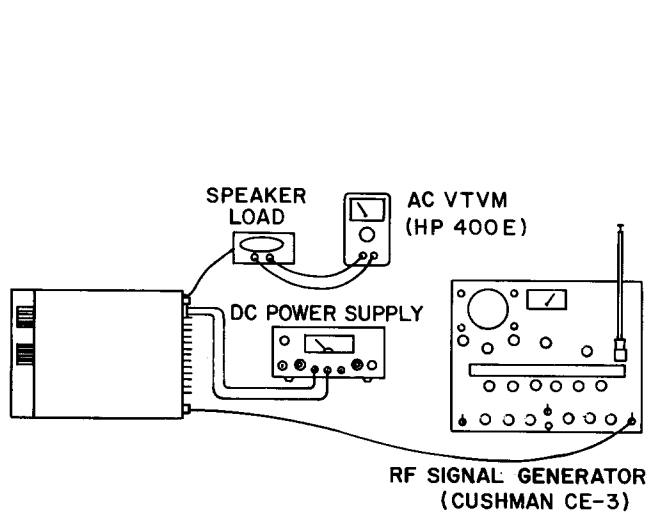 SPEAKER
LOAD
AC VTVM
(HP 400E)
DC POWER SUPPLY
RF SIGNAL GENERATOR
(CUSHMAN CE-3)